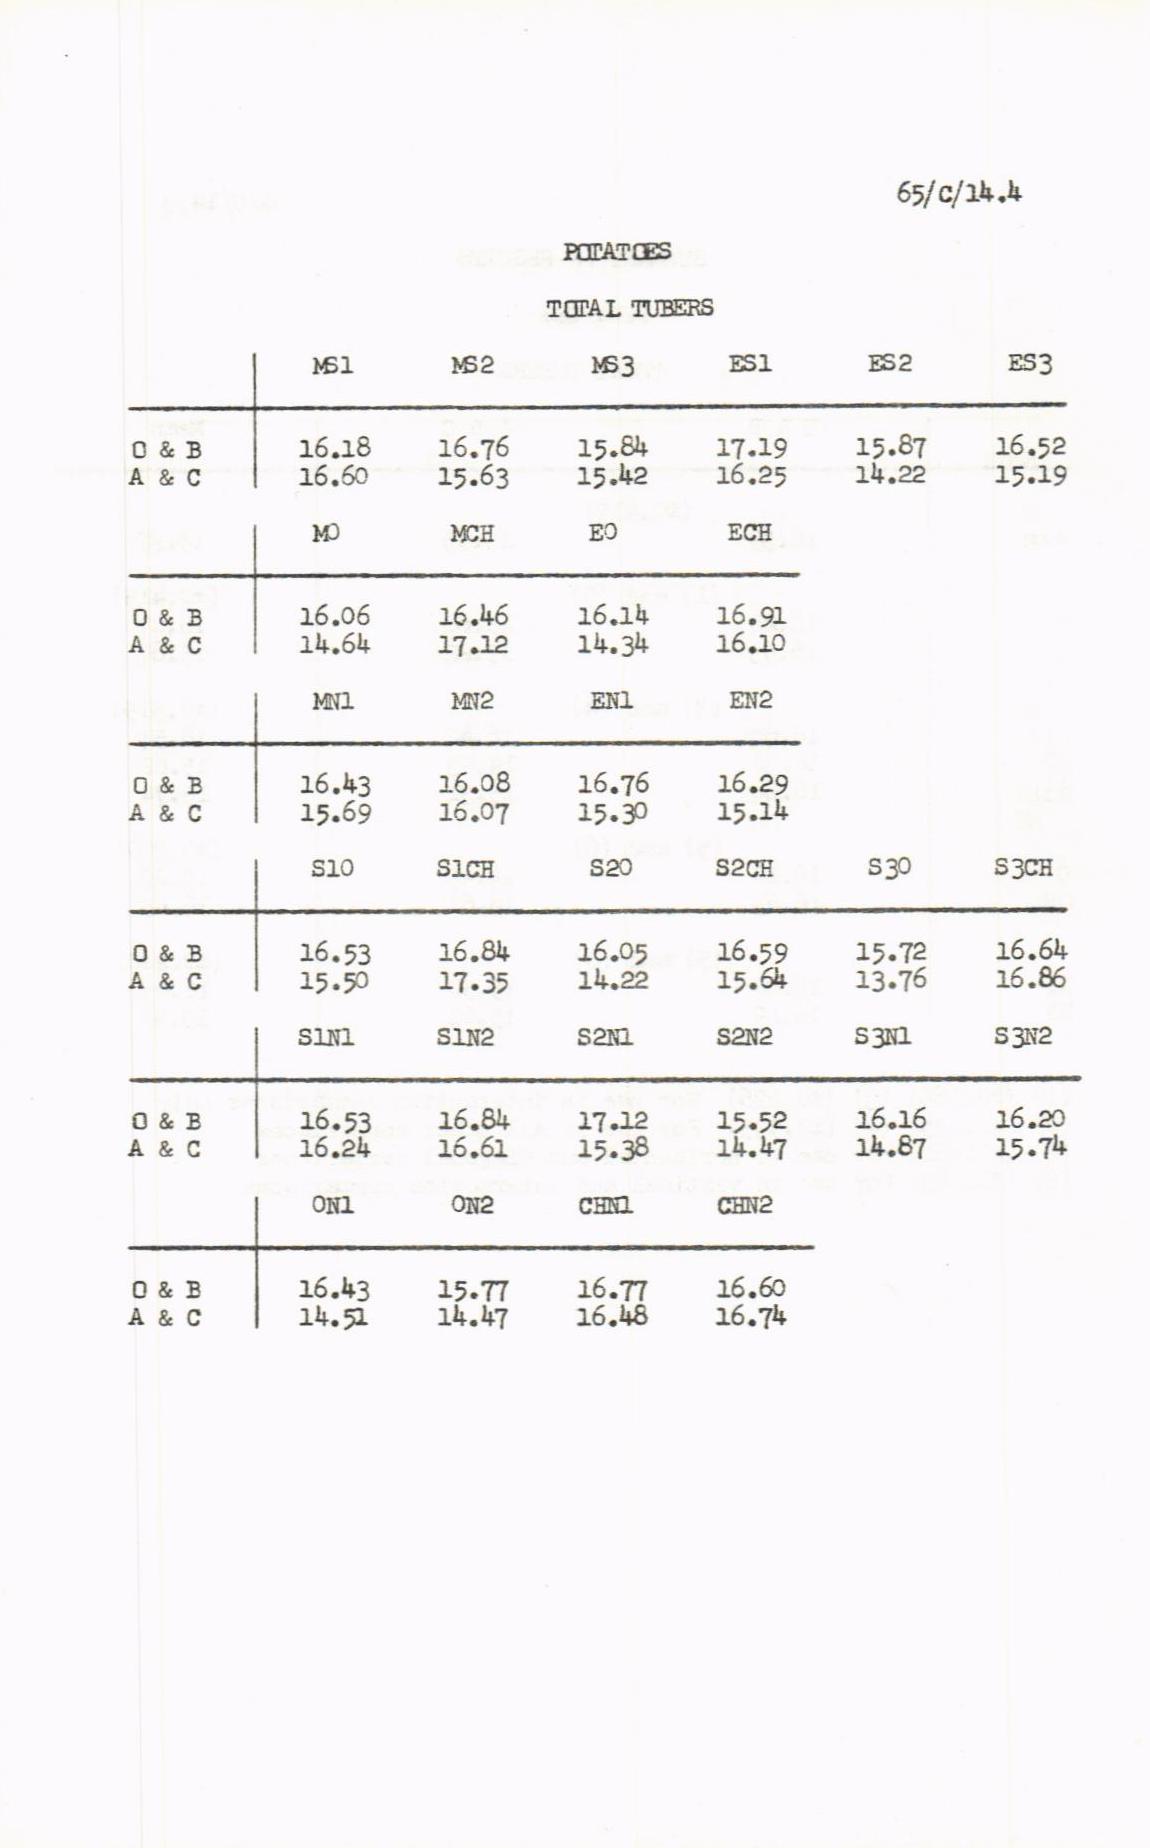 65/C/14.4
POTATOES
TOTAL TUBERS
MS1 MS2 MS3 ES1 ES2 ES3
O & B 16.18 16.76 15.84 17.19 15.87 16.52
A & C 16.60 15.63 15.42 16.25 14.22 15.19
MO MCH EO ECH
O & B 16.06 16.46 16.14 16.91
A & C 14.64 17.12 14.34 16.10
MN1 MN2 EN1 EN2
O & B 16.43 16.08 16.76 16.29
A & C 15.69 16.07 15.30 15.14
S1O S1CH S2O S2CH S3O S3CH
O & B 16.53 16.84 16.05 16.59 15.72 16.64
A & C 15.50 17.35 14.22 15.64 13.76 16.86
S1N1 S1N2 S2N1 S2N2 S3N1 S3N2
O & B 16.53 16.84 17.12 15.52 16.16 16.20
A & C 16.24 16.61 15.38 14.47 14.87 15.74
ON1 ON2 CHN1 CHN2
O & B 16.43 15.77 16.77 16.60
A & C 14.51 14.47 16.48 16.74